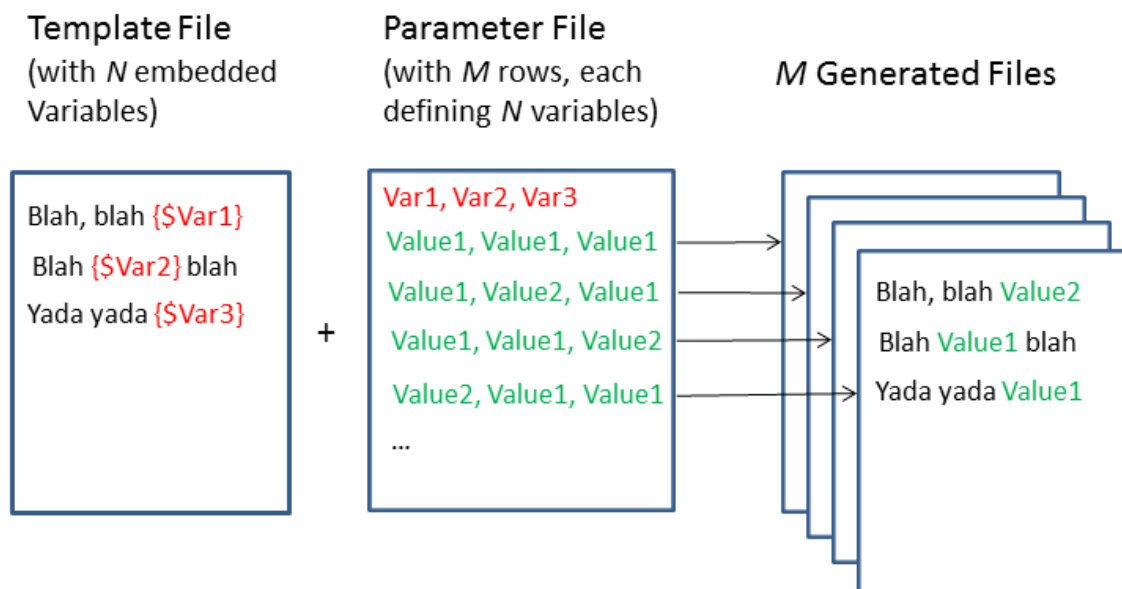 Template File
(with N embedded
Variables)
Parameter File
(with M rows, each
defining N variables)
M Generated Files
Blah, blah {$Var1}
Blah {$Var2} blah
Yada yada {$Var3}
+
Var1, Var2, Var3
Value1, Value1, Value1
Value1, Value2, Value1
Value1, Value1, Value2
Value2, Value1, Value1
...
Blah, blah Value2
Blah Value1 blah
Yada yada Value1